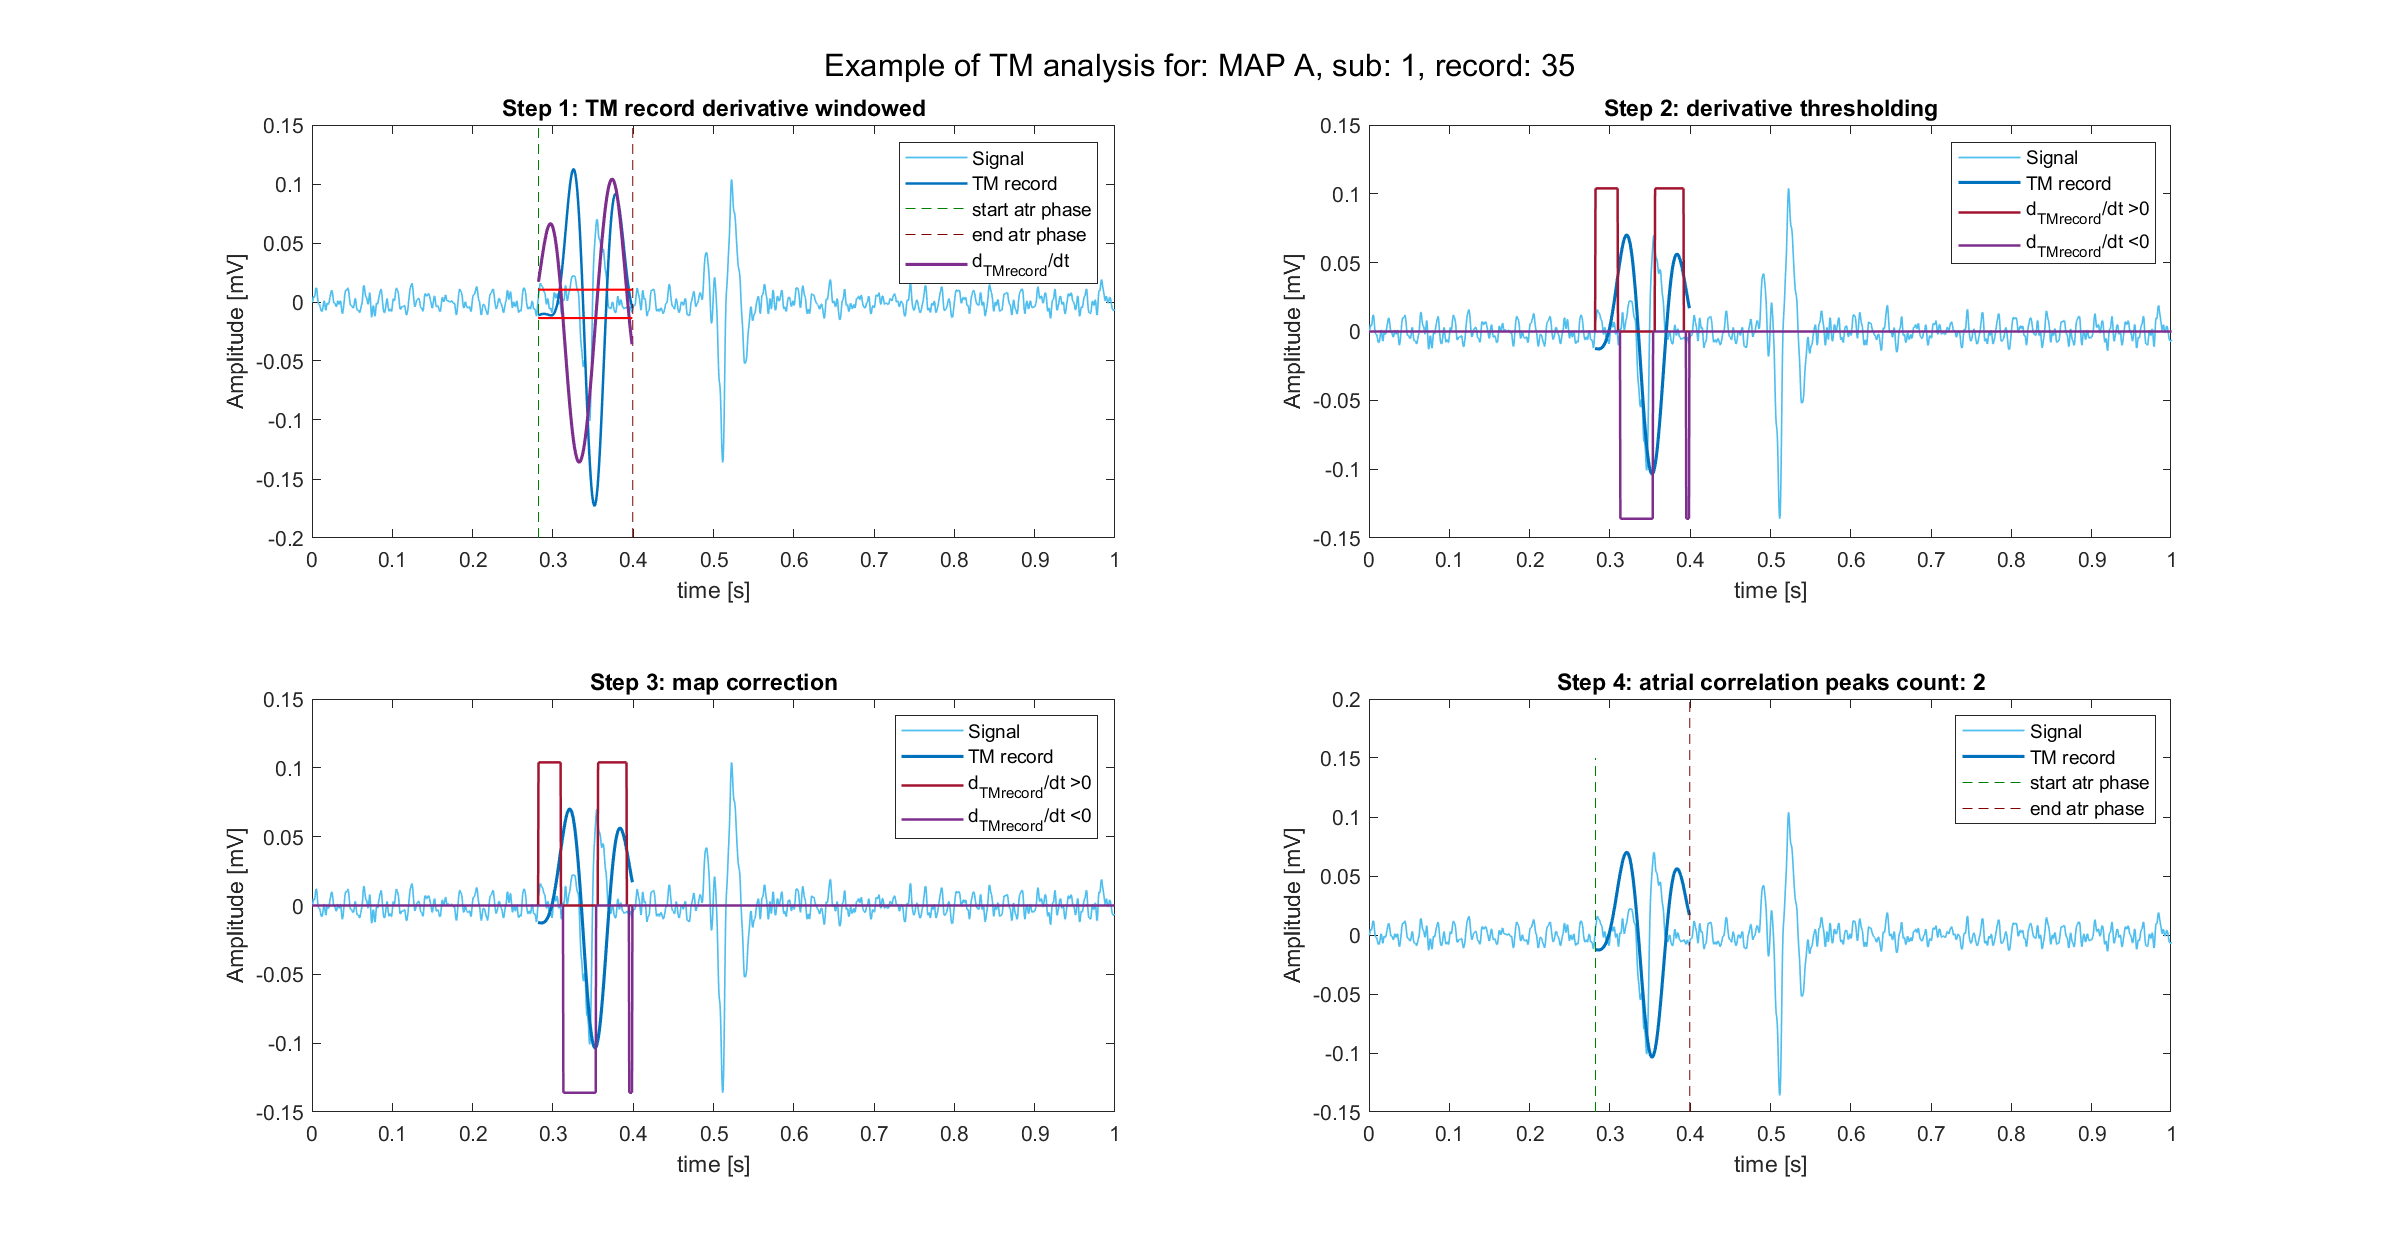 Example of TM analysis for: MAP A, sub: 1, record: 35
Step 1: TM record derivative windowed
0.15
0.1
0.05
0
-0.05
-0.1
-0.15
-0.2
Amplitude [mV]
0 0.1 0.2 0.3 0.4 0.5 0.6 0.7 0.8 0.9 1
time [s]
Signal
TM record
start atr phase
end atr phase
dTMrecord/dt
Step 2: derivative thresholding
0.15
0.1
0.05
0
-0.05
-0.1
-0.15
Amplitude [mV]
0 0.1 0.2 0.3 0.4 0.5 0.6 0.7 0.8 0.9 1
time [s]
Signal
TM record
dTMrecord/dt >0
dTMrecord/dt <0
Step 3: map correction
0.15
0.1
0.05
0
-0.05
-0.1
-0.15
Amplitude [mV]
0 0.1 0.2 0.3 0.4 0.5 0.6 0.7 0.8 0.9 1
time [s]
Signal
TM record
dTMrecord/dt >0
dTMrecord/dt <0
Step 4: atrial correlation peaks count: 2
0.2
0.15
0.1
0.05
0
-0.05
-0.1
-0.15
Amplitude [mV]
0 0.1 0.2 0.3 0.4 0.5 0.6 0.7 0.8 0.9 1
time [s]
Signal
TM record
start atr phase
end atr phase